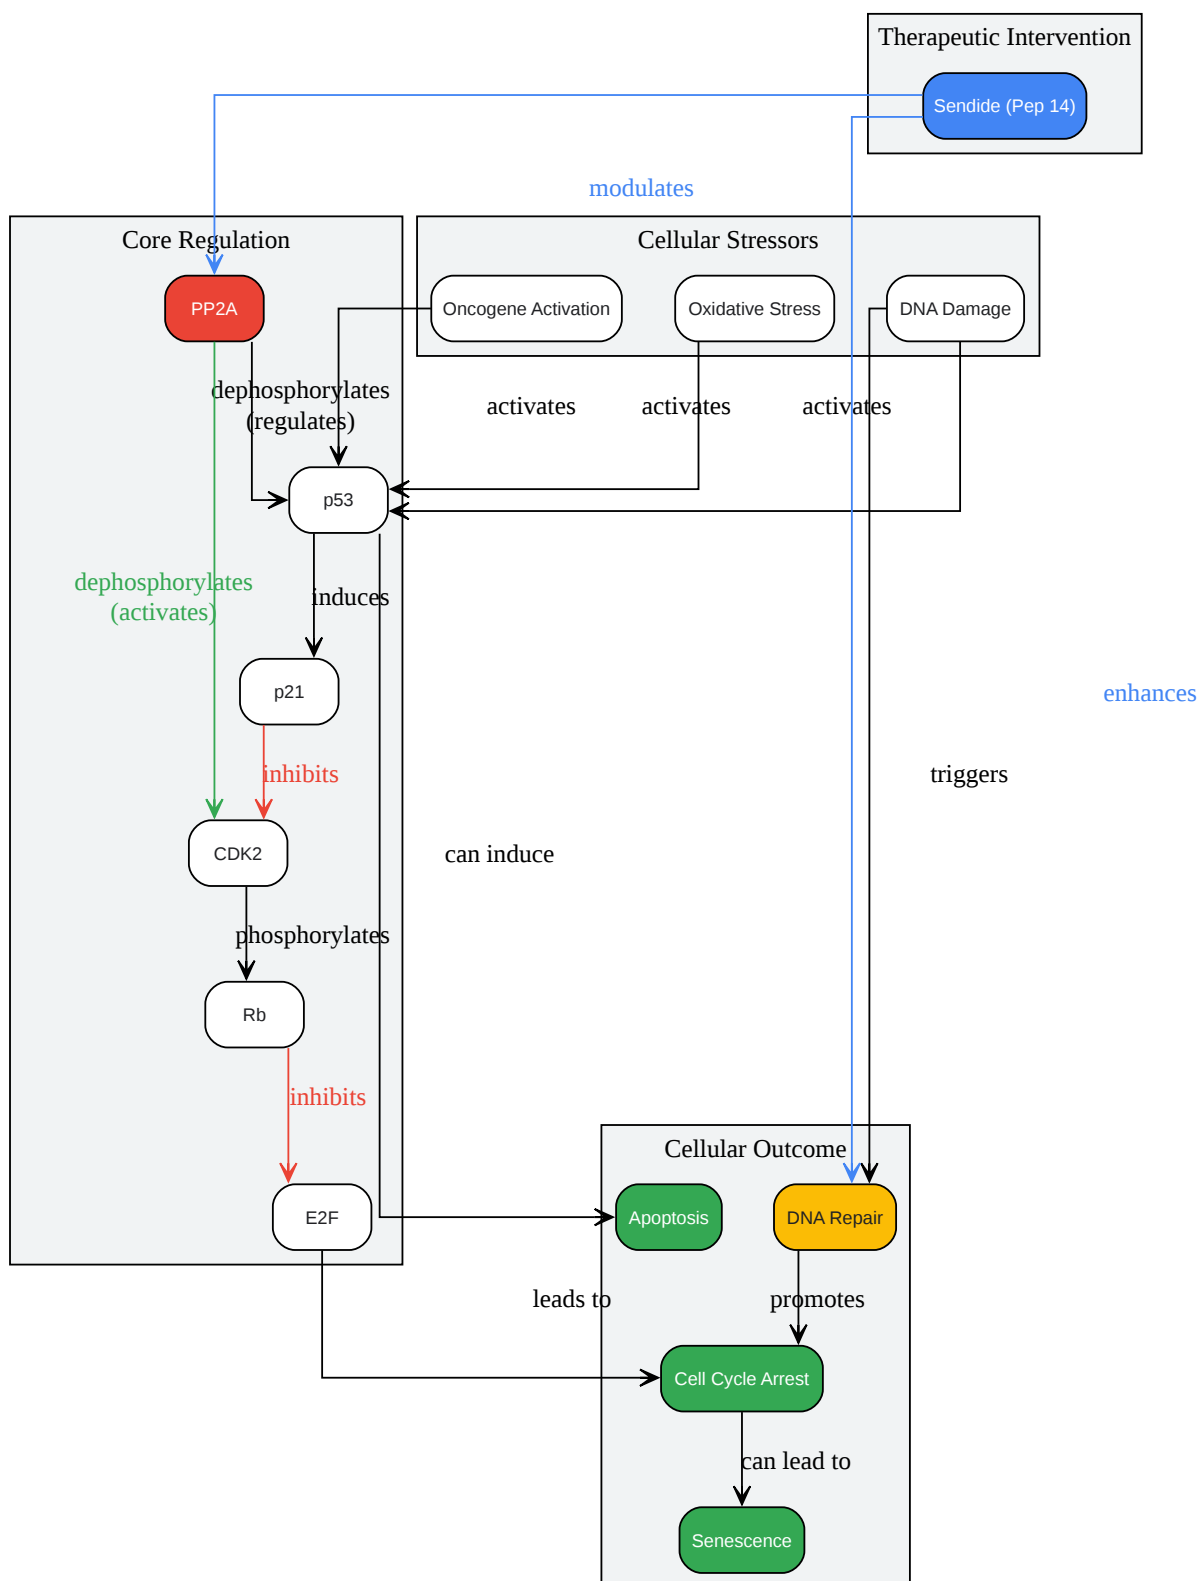 Therapeutic Intervention
Sendide (Pep 14)
modulates
Core Regulation
Cellular Stressors
PP2A
Oncogene Activation
Oxidative Stress
DNA Damage
dephosphorylates
(regulates)
activates
activates
activates
p53
dephosphorylates
(activates)
induces
p21
enhances
inhibits
triggers
CDK2
can induce
phosphorylates
Rb
inhibits
Cellular Outcome
E2F
Apoptosis
DNA Repair
leads to
promotes
Cell Cycle Arrest
can lead to
Senescence